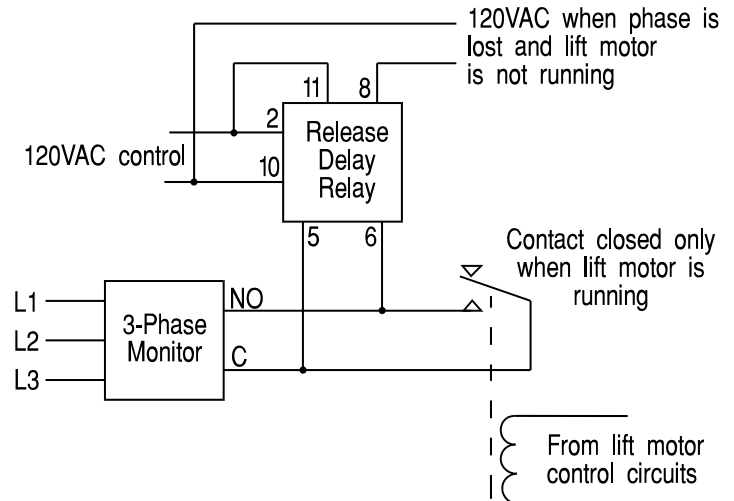 120VAC when phase is
lost and lift motor
is not running
11
8
2
Release
Delay
Relay
120VAC control
10
5
6
Contact closed only
when lift motor is
running
L1
NO
3-Phase
Monitor
L2
C
L3
From lift motor
control circuits